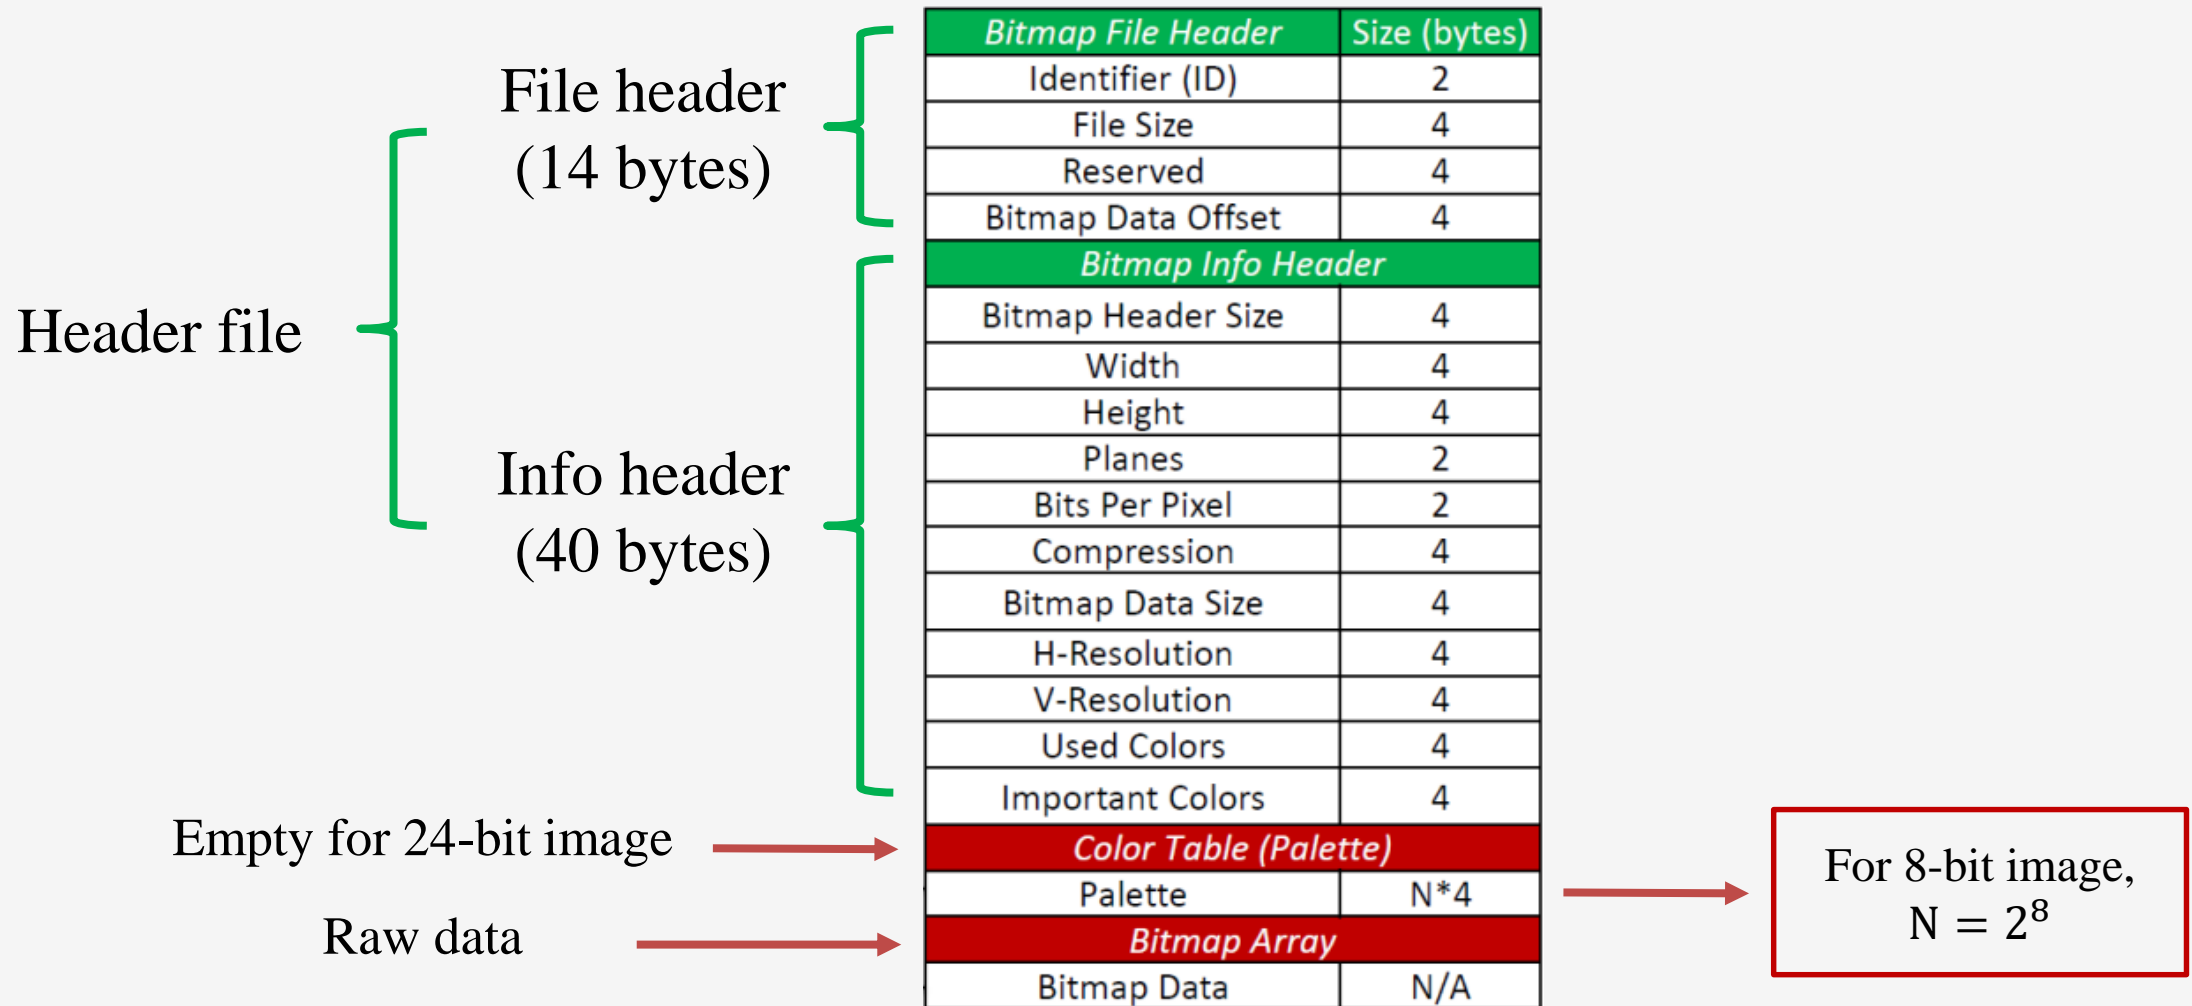 Header file
File header
(14 bytes)
Info header
(40 bytes)
Empty for 24-bit image
Raw data
Bitmap File Header Size (bytes)
Identifier (ID) 2
File Size 4
Reserved 4
Bitmap Data Offset 4
Bitmap Info Header
Bitmap Header Size 4
Width 4
Height 4
Planes 2
Bits Per Pixel 2
Compression 4
Bitmap Data Size 4
H-Resolution 4
V-Resolution 4
Used Colors 4
Important Colors 4
Color Table (Palette)
Palette N*4
Bitmap Array
Bitmap Data N/A
For 8-bit image,
N = 2⁸